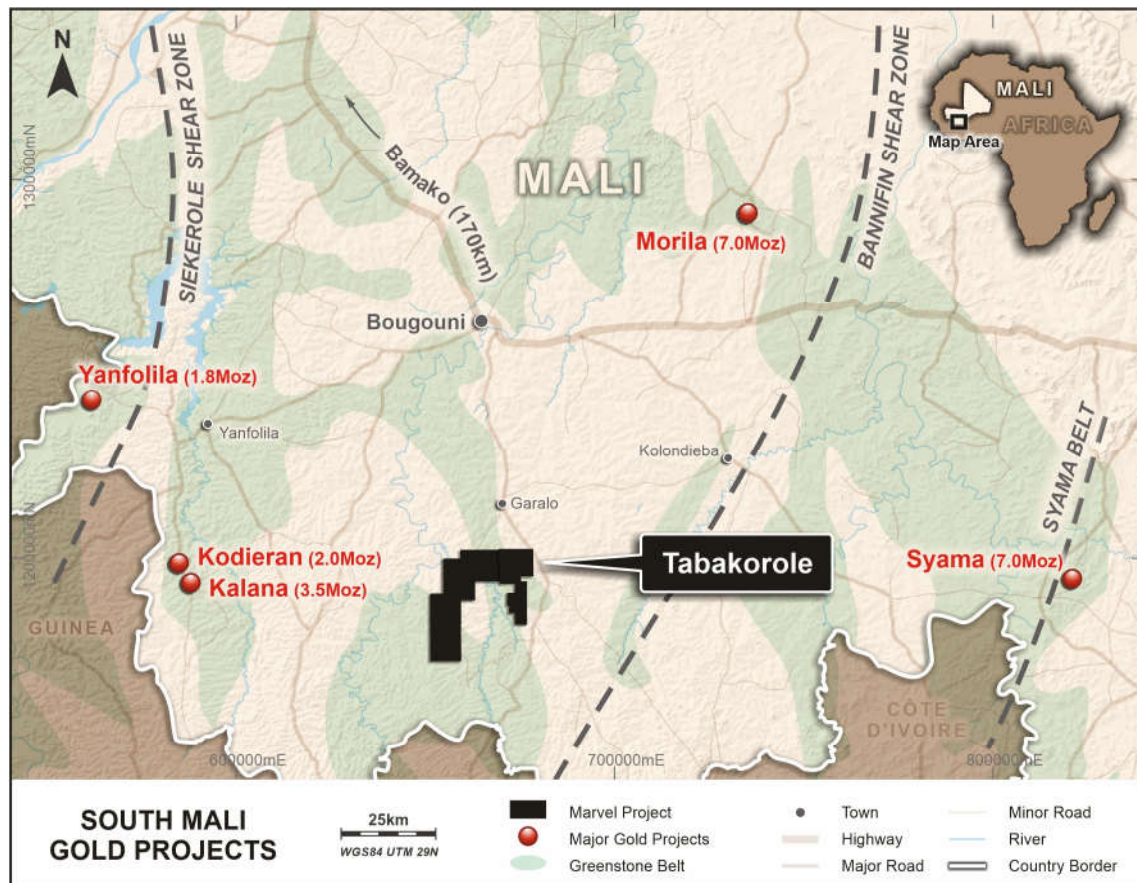 N
SIEKEROLE SHEAR ZONE
BANNIFIN SHEAR ZONE
MALI
AFRICA
Map Area
1300000mN
Bamako (170km)
MALI
Morila (7.0Moz)
Bougouni
Yanfolila (1.8Moz)
Yanfolila
Kolondieba
SYAMA BELT
Garalo
1200000mN
Kodieran (2.0Moz)
Kalana (3.5Moz)
Tabakorole
Syama (7.0Moz)
GUINEA
CÔTE
D'IVOIRE
600000mE
700000mE
800000mE
SOUTH MALI
GOLD PROJECTS
25km
WGS84 UTM 29N
Marvel Project
Major Gold Projects
Greenstone Belt
Town
Highway
Major Road
Minor Road
River
Country Border